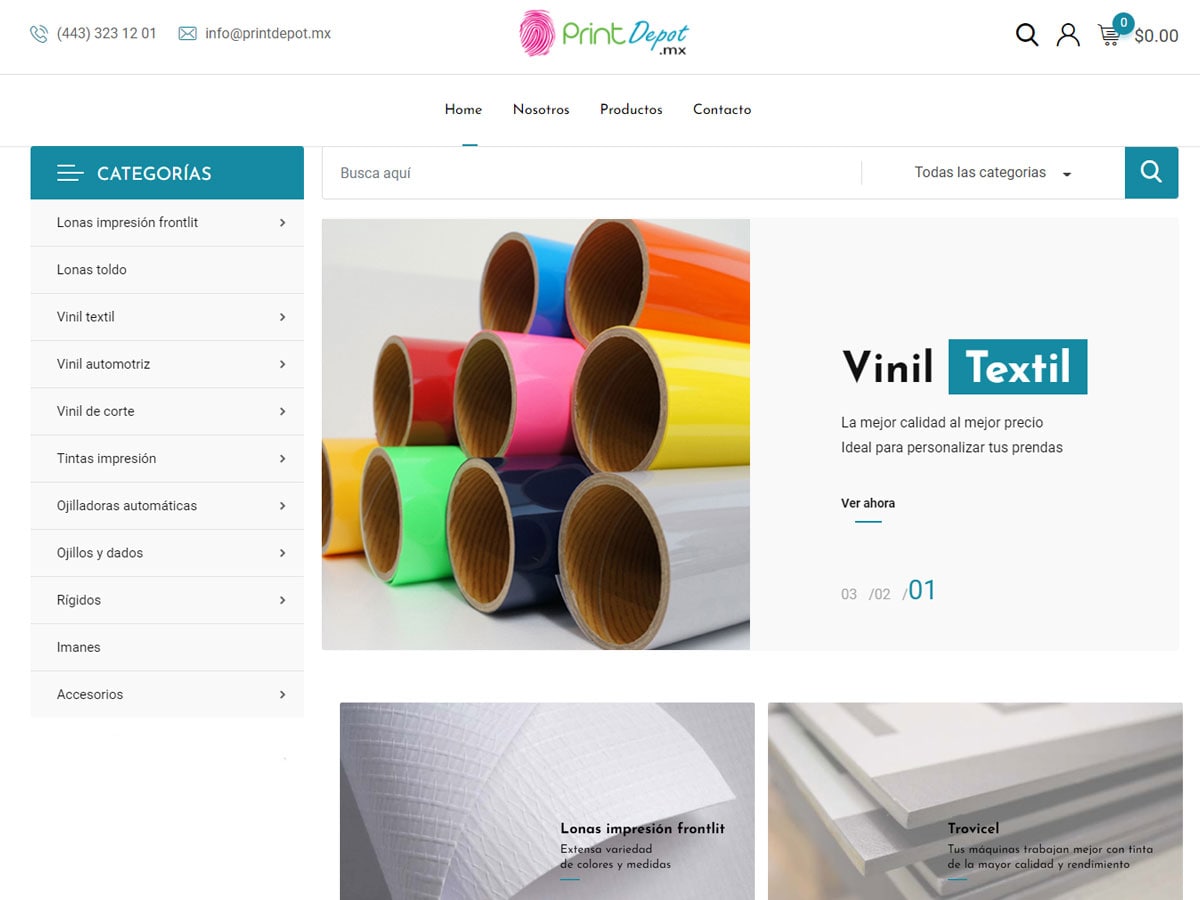 (443) 323 12 01
info@printdepot.mx
Print Depot
.mx
0
$0.00
Home Nosotros Productos Contacto
CATEGORÍAS
Busca aquí
Todas las categorias
Lonas impresión frontlit
Lonas toldo
Vinil textil
Vinil automotriz
Vinil de corte
Tintas impresión
Ojilladoras automáticas
Ojillos y dados
Rígidos
Imanes
Accesorios
Vinil Textil
La mejor calidad al mejor precio
Ideal para personalizar tus prendas
Ver ahora
03 /02 /01
Lonas impresión frontlit
Extensa variedad
de colores y medidas
Trovicel
Tus máquinas trabajan mejor con tinta
de la mayor calidad y rendimiento